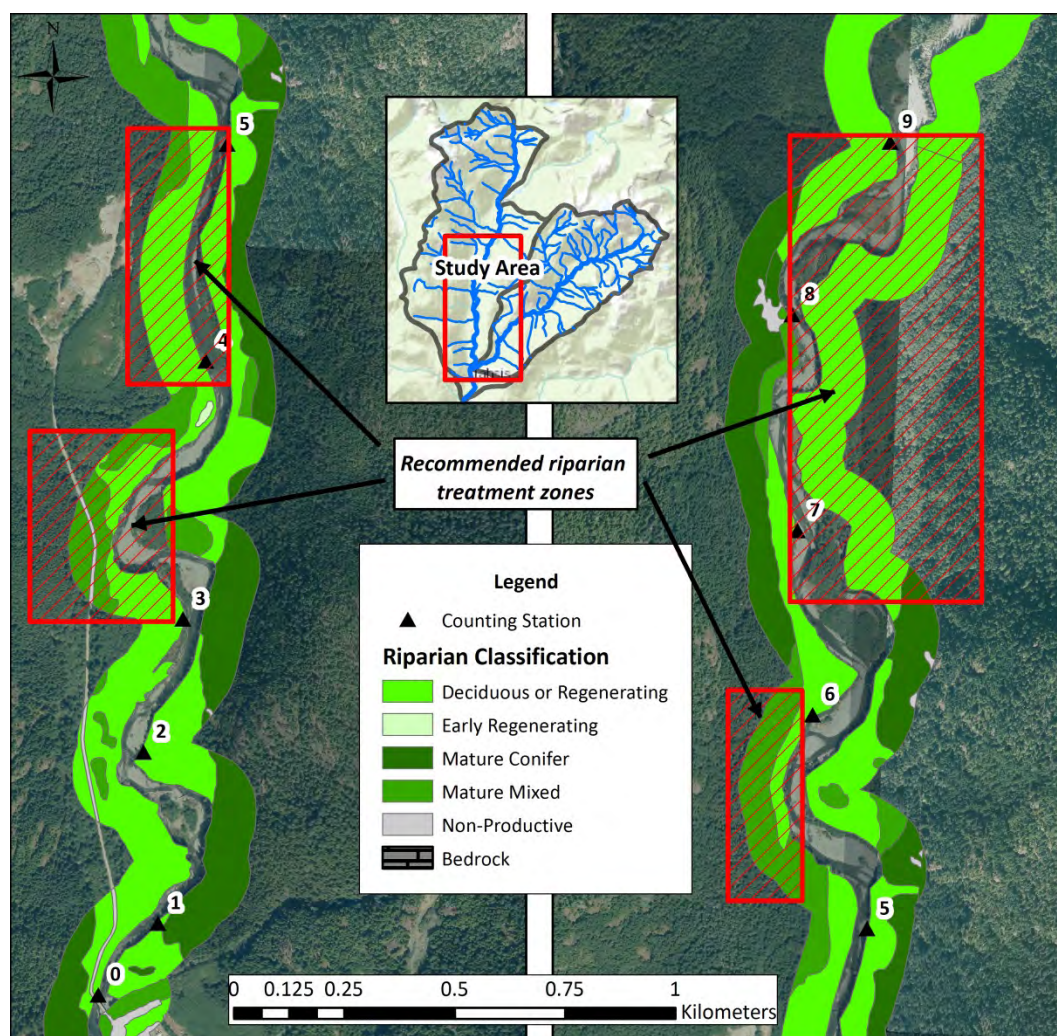 N
5
4
3
2
1
0
Study Area
Tahsis
Recommended riparian
treatment zones
Legend
Counting Station
Riparian Classification
Deciduous or Regenerating
Early Regenerating
Mature Conifer
Mature Mixed
Non-Productive
Bedrock
9
8
7
6
5
0 0.125 0.25 0.5 0.75 1
Kilometers